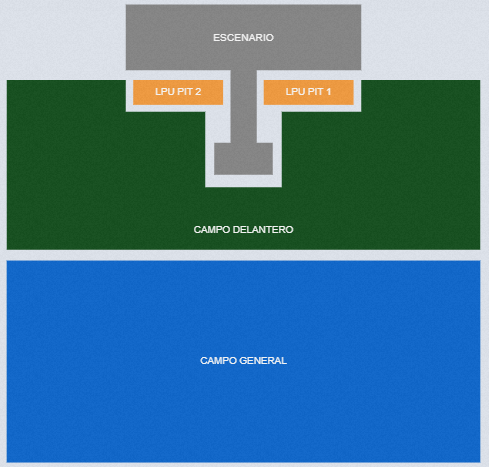 ESCENARIO
LPU PIT 2
LPU PIT 1
CAMPO DELANTERO
CAMPO GENERAL